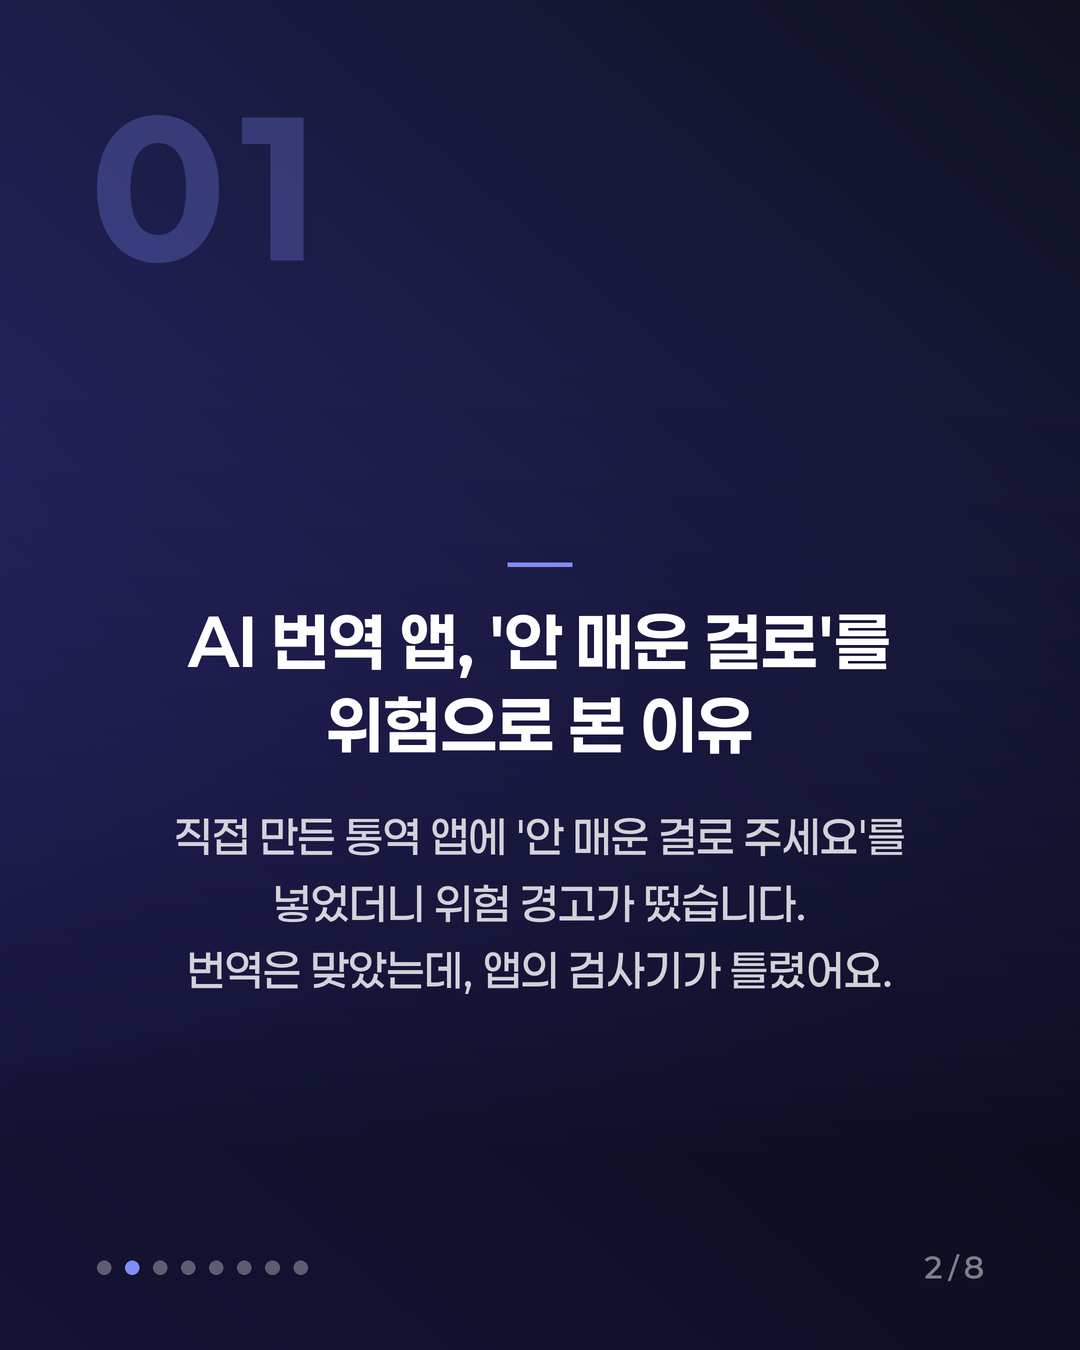 01
AI 번역 앱, '안 매운 걸로'를
위험으로 본 이유
직접 만든 통역 앱에 '안 매운 걸로 주세요'를
넣었더니 위험 경고가 떴습니다.
번역은 맞았는데, 앱의 검사기가 틀렸어요.
2/8